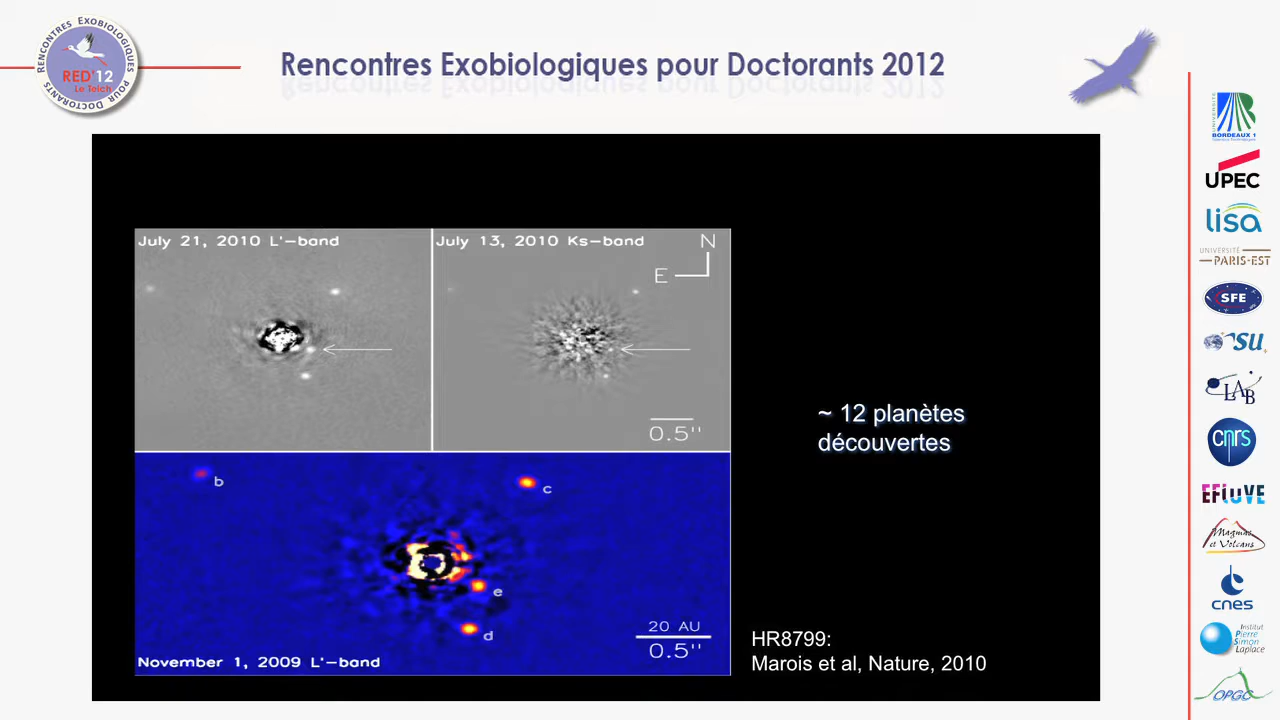 RENCONTRES EXOBIOLOGIQUES POUR DOCTORANTS
RED'12
Le Teich
Rencontres Exobiologiques pour Doctorants 2012
July 21, 2010 L'-band
July 13, 2010 Ks-band
N
E
0.5"
b
c
e
d
20 AU
0.5"
November 1, 2009 L'-band
~ 12 planètes
découvertes
HR8799:
Marois et al, Nature, 2010
UNIVERSITÉ
BORDEAUX 1
UPEC
lisa
UNIVERSITÉ
PARIS-EST
SFE
SU
LAB
cnrs
EFLUVE
Magmas
et Volcans
cnes
Institut
Pierre
Simon
Laplace
OPGC